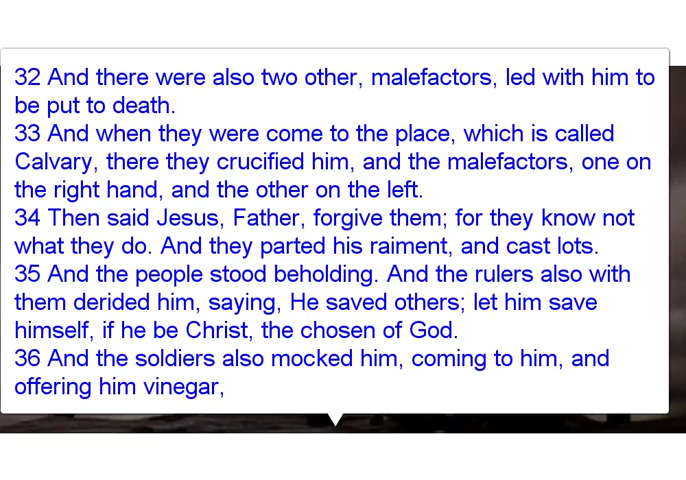 32 And there were also two other, malefactors, led with him to
be put to death.
33 And when they were come to the place, which is called
Calvary, there they crucified him, and the malefactors, one on
the right hand, and the other on the left.
34 Then said Jesus, Father, forgive them; for they know not
what they do. And they parted his raiment, and cast lots.
35 And the people stood beholding. And the rulers also with
them derided him, saying, He saved others; let him save
himself, if he be Christ, the chosen of God.
36 And the soldiers also mocked him, coming to him, and
offering him vinegar,